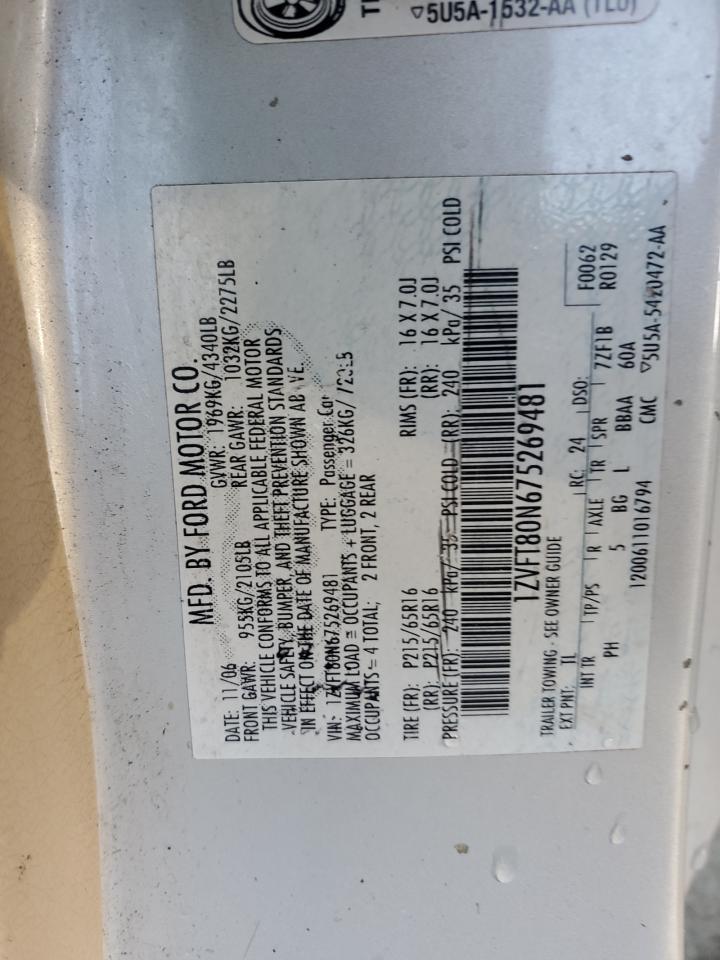 5U5A-1532-AA (TLU)
MFD. BY FORD MOTOR CO.
DATE: 11/06 GVWR: 1969KG/4340LB
FRONT GAWR: 955KG/2105LB REAR GAWR: 1032KG/2275LB
THIS VEHICLE CONFORMS TO ALL APPLICABLE FEDERAL MOTOR
VEHICLE SAFETY, BUMPER, AND THEFT PREVENTION STANDARDS
IN EFFECT ON THE DATE OF MANUFACTURE SHOWN
VIN: 1ZVFT80N675269481 TYPE: Passenger Car
MAXIMUM LOAD = OCCUPANTS + LUGGAGE = 326KG/
OCCUPANTS = 4 TOTAL; 2 FRONT, 2 REAR
TIRE (FR): P215/65R16 RIMS (FR): 16 X 7.0J
(RR): P215/65R16 (RR): 16 X 7.0J
PRESSURE (FR): 240 kPa/ 35 PSI COLD (RR): 240 kPa/ 35 PSI COLD
1ZVFT80N675269481
TRAILER TOWING - SEE OWNER GUIDE
EXT PNT: TL RC: 24 DSO: F0062
INT TR TP/PS R AXLE TR SPR 7ZF1B R0129
PH 5 BG L BBAA 60A
1200611016794 CMC ▽5U5A-5420472-AA